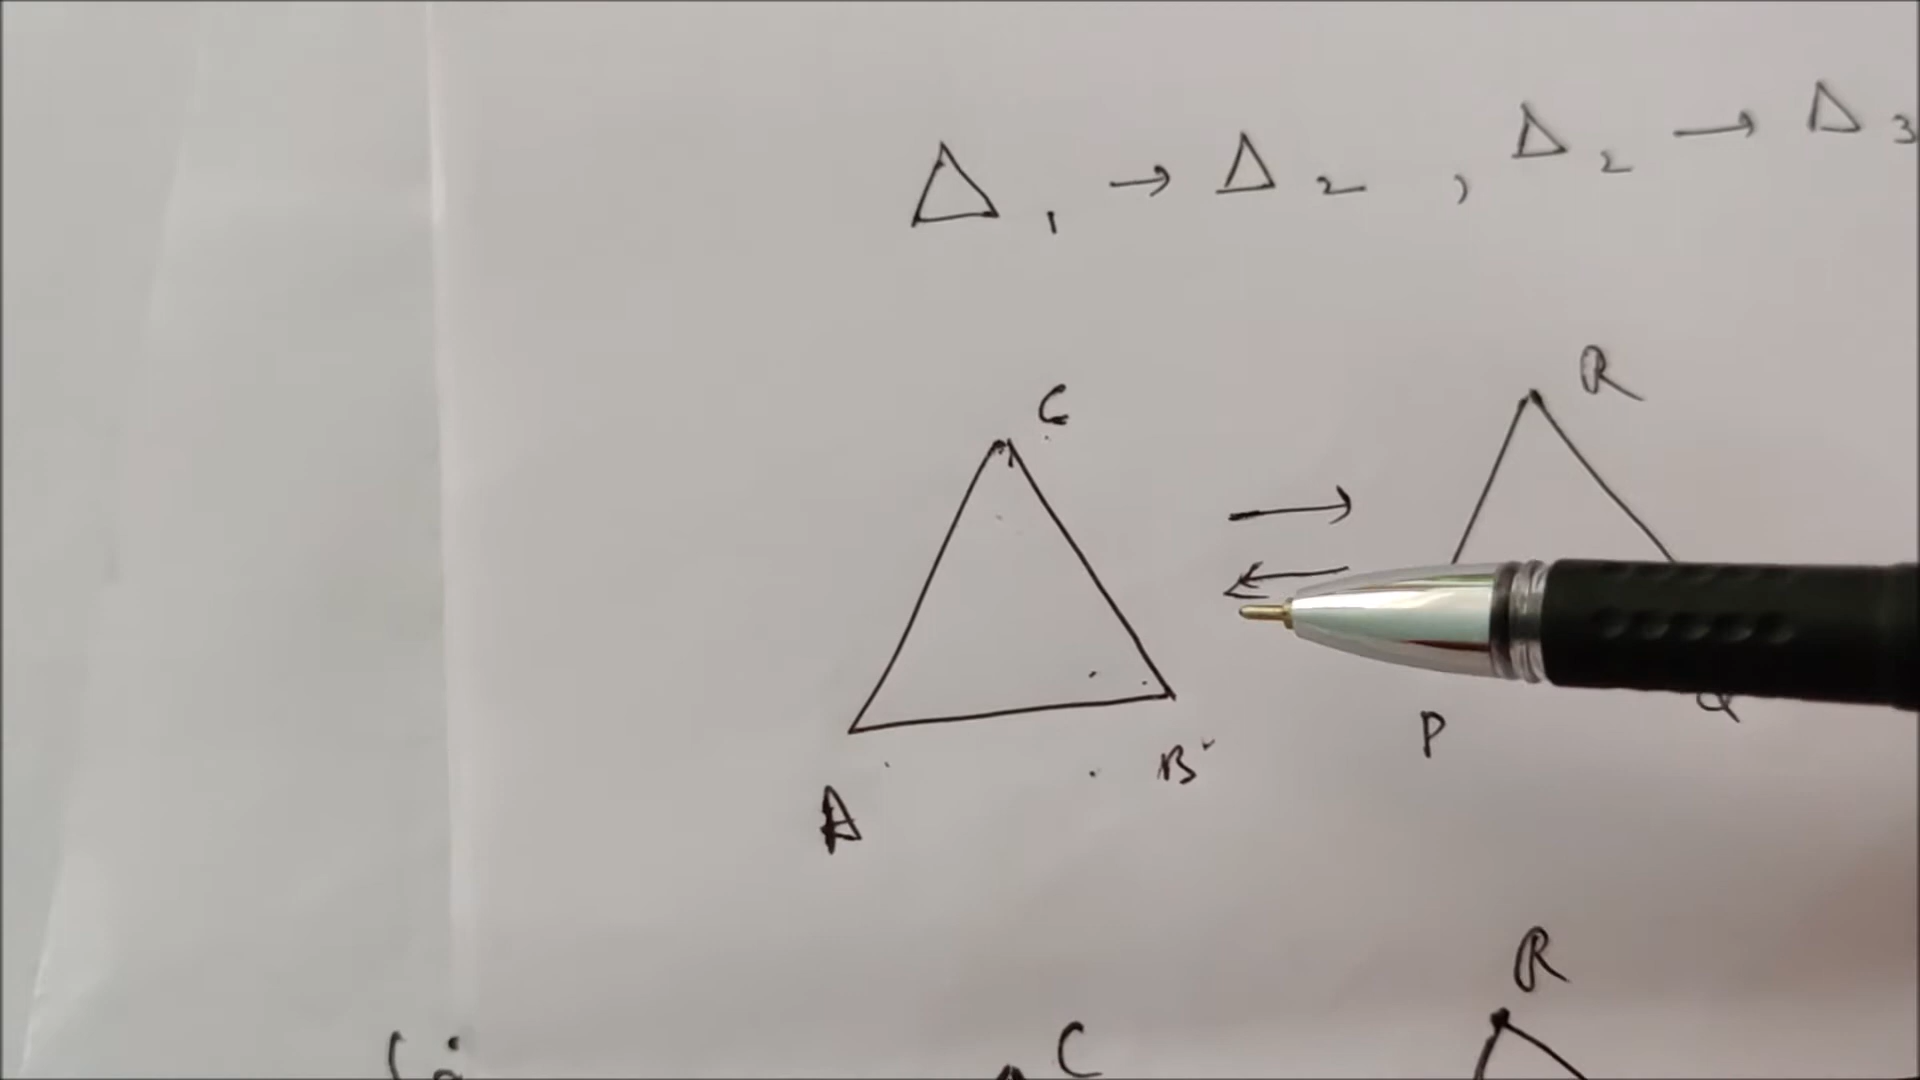 Δ₁ → Δ₂ , Δ₂ → Δ₃
C R
→
←
P Q
A B
R
C